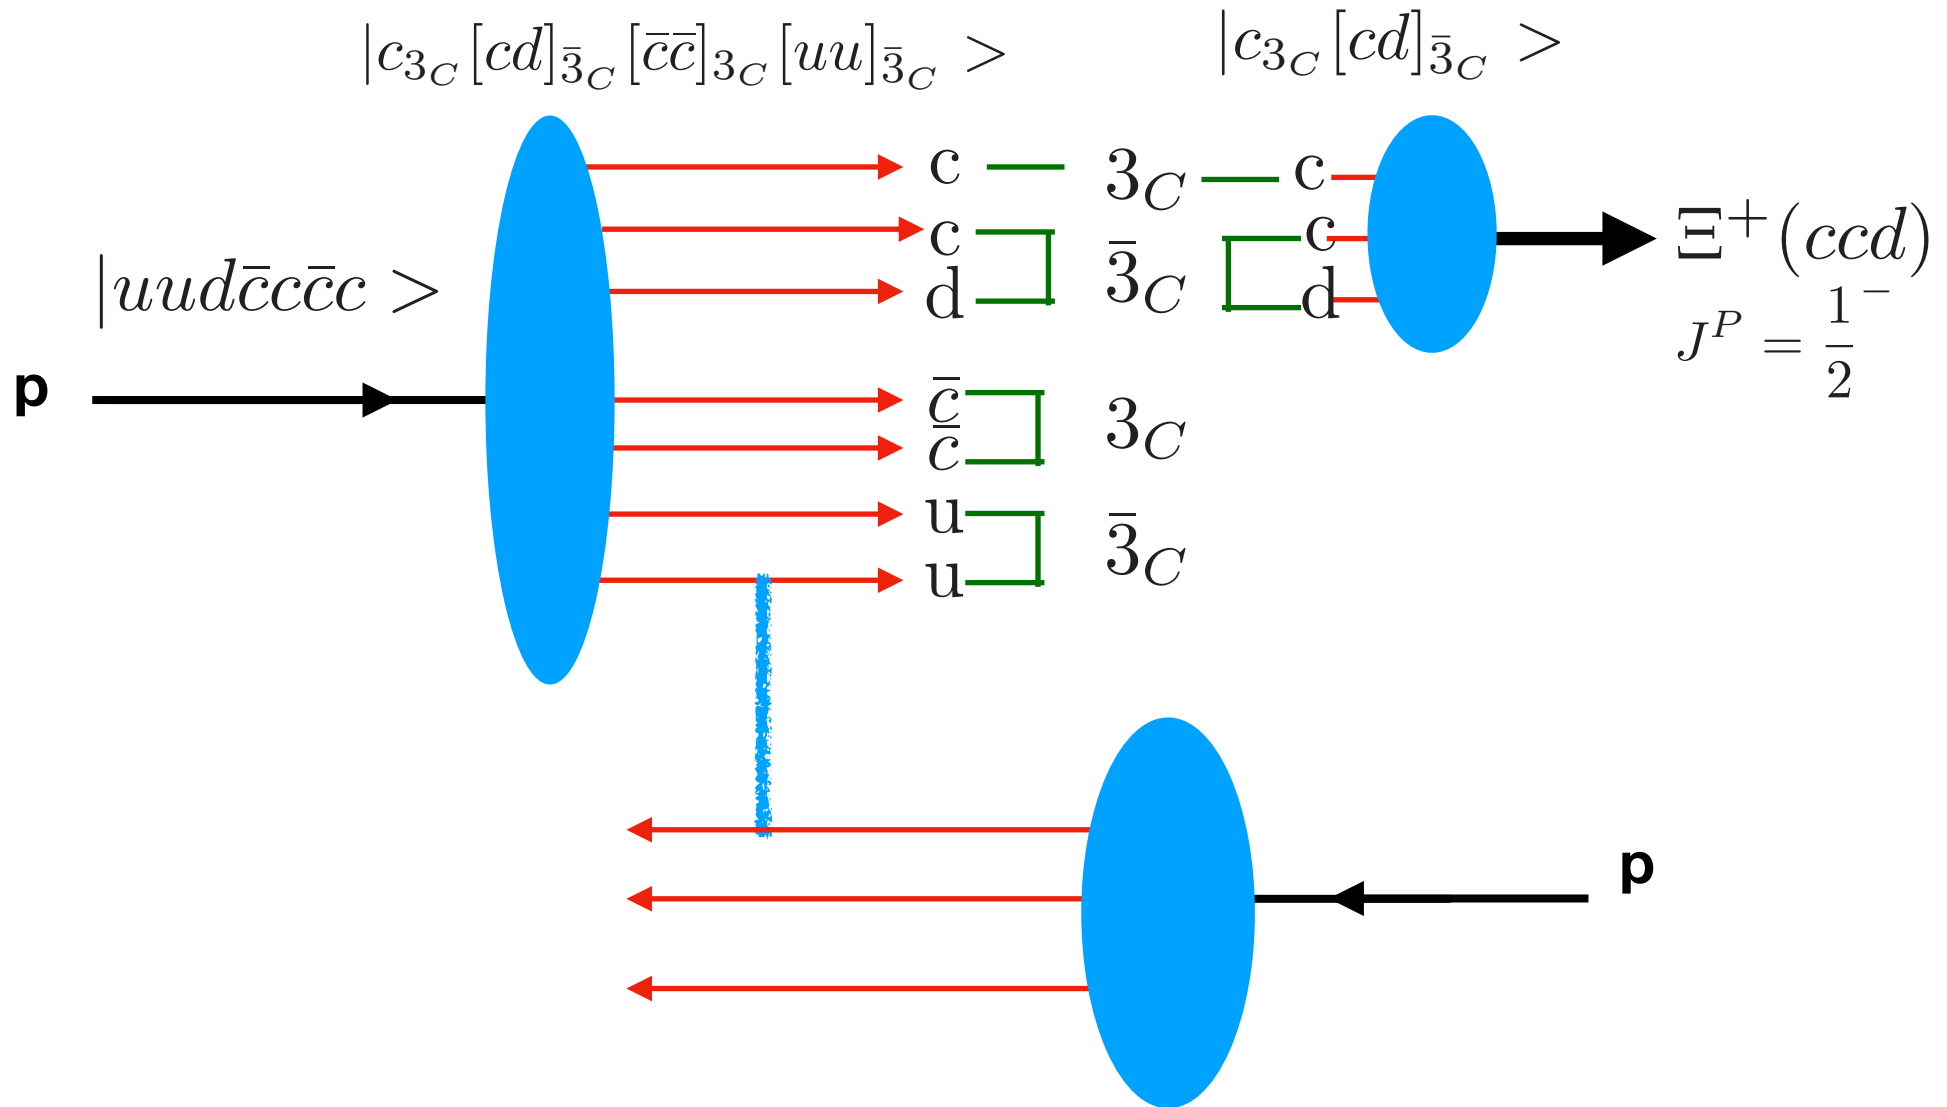 |c_{3_C}[cd]_{\bar{3}_C}[\bar{c}\bar{c}]_{3_C}[uu]_{\bar{3}_C} >
|c_{3_C}[cd]_{\bar{3}_C} >
c
3_C
c
c
\bar{3}_C
c
d
d
Ξ^+(ccd)
J^P = \frac{1}{2}^-
|uud\bar{c}c\bar{c}c >
p
\bar{c}
3_C
\bar{c}
u
\bar{3}_C
u
p